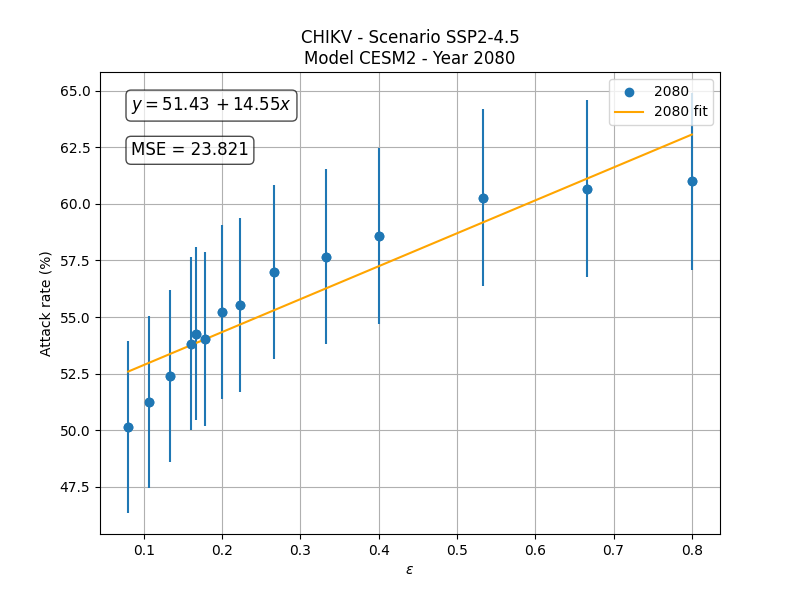 CHIKV - Scenario SSP2-4.5
Model CESM2 - Year 2080
y = 51.43 + 14.55x
MSE = 23.821
2080
2080 fit
Attack rate (%)
65.0
62.5
60.0
57.5
55.0
52.5
50.0
47.5
0.1 0.2 0.3 0.4 0.5 0.6 0.7 0.8
ε